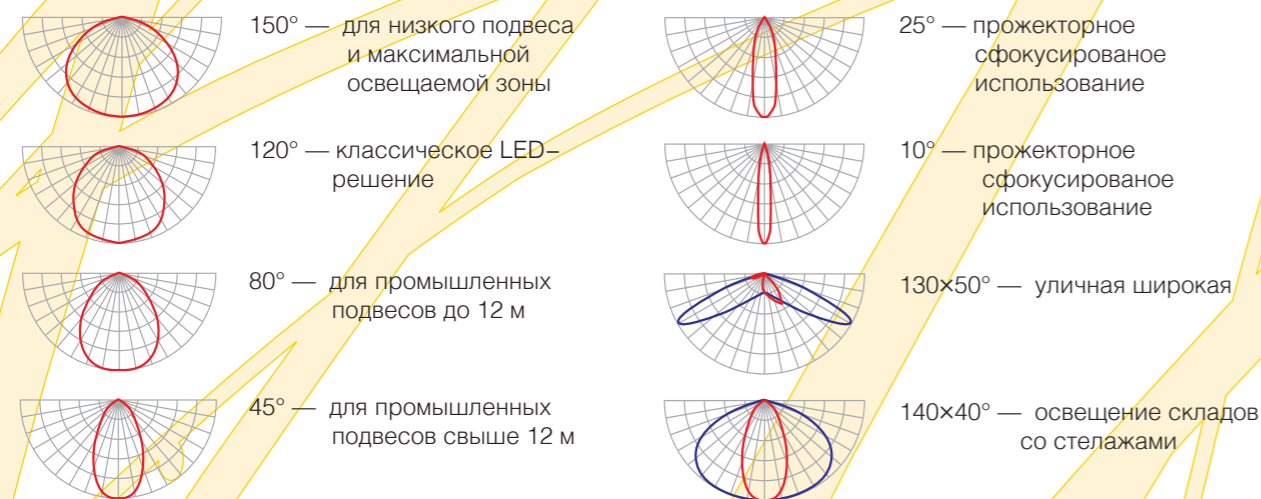 150° — для низкого подвеса
и максимальной
освещаемой зоны
120° — классическое LED–
решение
80° — для промышленных
подвесов до 12 м
45° — для промышленных
подвесов свыше 12 м
25° — прожекторное
сфокусированое
использование
10° — прожекторное
сфокусированое
использование
130×50° — уличная широкая
140×40° — освещение складов
со стелажами